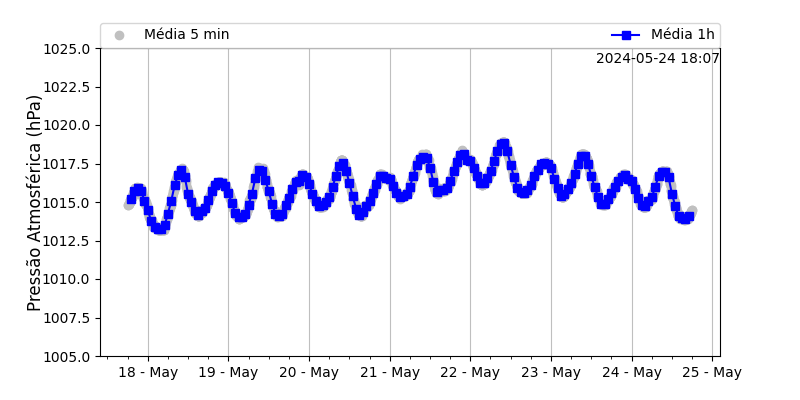 Média 5 min
Média 1h
2024-05-24 18:07
Pressão Atmosférica (hPa)
1025.0
1022.5
1020.0
1017.5
1015.0
1012.5
1010.0
1007.5
1005.0
18 - May
19 - May
20 - May
21 - May
22 - May
23 - May
24 - May
25 - May